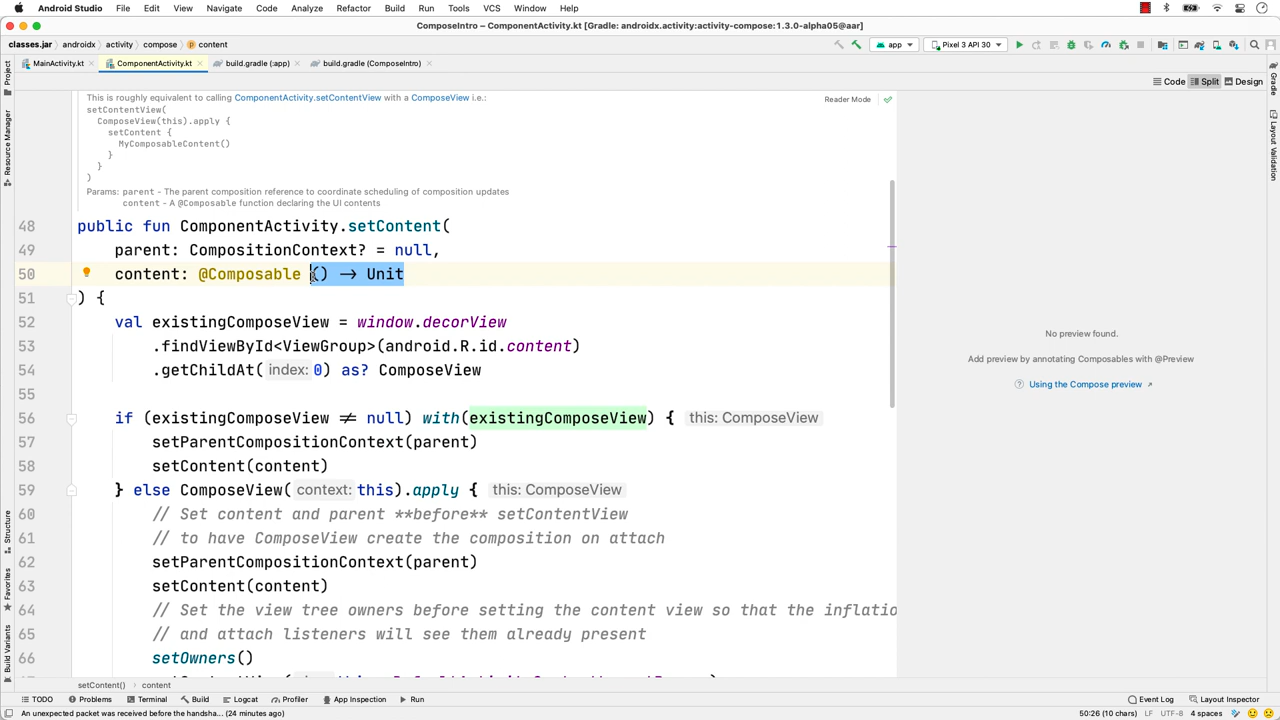 Android Studio File Edit View Navigate Code Analyze Refactor Build Run Tools VCS Window Help
ComposeIntro – ComponentActivity.kt [Gradle: androidx.activity:activity-compose:1.3.0-alpha05@aar]
classes.jar androidx activity compose content app Pixel 3 API 30
MainActivity.kt ComponentActivity.kt build.gradle (:app) build.gradle (ComposeIntro)
Code Split Design
Project
Resource Manager
Structure
Favorites
Build Variants
Gradle
Layout Validation
This is roughly equivalent to calling ComponentActivity.setContentView with a ComposeView i.e.:
Reader Mode
setContentView(
ComposeView(this).apply {
setContent {
MyComposableContent()
}
}
)
Params: parent - The parent composition reference to coordinate scheduling of composition updates
content - A @Composable function declaring the UI contents
48 public fun ComponentActivity.setContent(
49 parent: CompositionContext? = null,
50 content: @Composable () → Unit
51 ) {
52 val existingComposeView = window.decorView
53 .findViewById<ViewGroup>(android.R.id.content)
54 .getChildAt( index: 0) as? ComposeView
55
56 if (existingComposeView ≠ null) with(existingComposeView) { this: ComposeView
57 setParentCompositionContext(parent)
58 setContent(content)
59 } else ComposeView( context: this).apply { this: ComposeView
60 // Set content and parent **before** setContentView
61 // to have ComposeView create the composition on attach
62 setParentCompositionContext(parent)
63 setContent(content)
64 // Set the view tree owners before setting the content view so that the inflatio
65 // and attach listeners will see them already present
66 setOwners()
No preview found.
Add preview by annotating Composables with @Preview
Using the Compose preview ↗
setContent() content
TODO Problems Terminal Build Logcat Profiler App Inspection Run Event Log Layout Inspector
An unexpected packet was received before the handsha... (24 minutes ago) 50:26 (10 chars) LF UTF-8 4 spaces